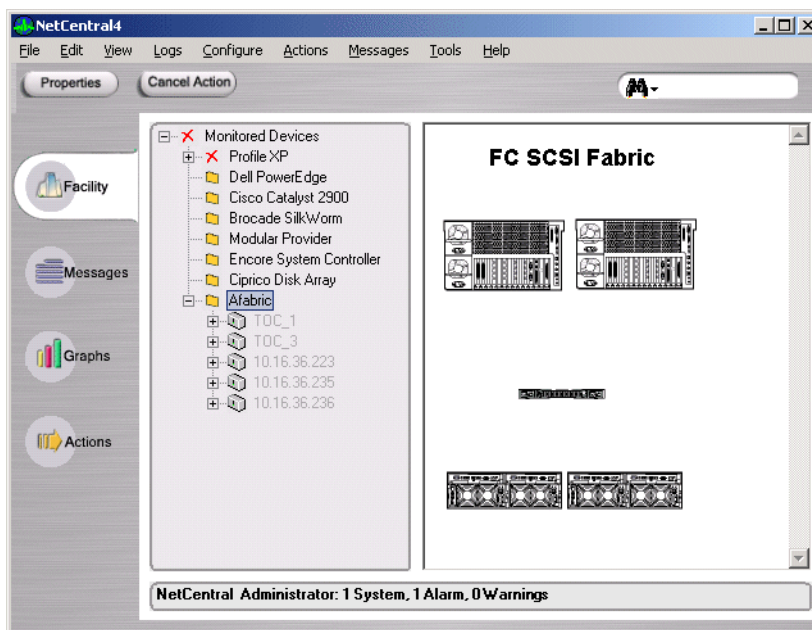 NetCentral4
File Edit View Logs Configure Actions Messages Tools Help
Properties Cancel Action
Facility
Messages
Graphs
Actions
Monitored Devices
Profile XP
Dell PowerEdge
Cisco Catalyst 2900
Brocade SilkWorm
Modular Provider
Encore System Controller
Ciprico Disk Array
Afabric
TOC_1
TOC_3
10.16.36.223
10.16.36.235
10.16.36.236
FC SCSI Fabric
NetCentral Administrator: 1 System, 1 Alarm, 0 Warnings